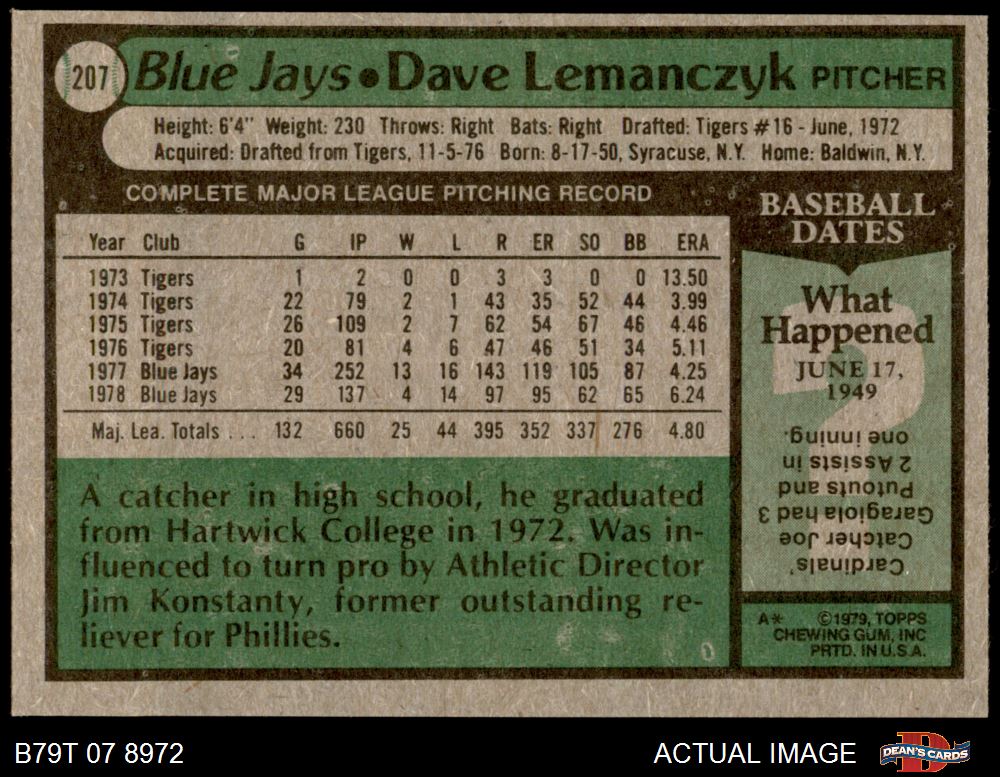 207 Blue Jays•Dave Lemanczyk PITCHER
Height: 6'4" Weight: 230 Throws: Right Bats: Right Drafted: Tigers #16 - June, 1972
Acquired: Drafted from Tigers, 11-5-76 Born: 8-17-50, Syracuse, N.Y. Home: Baldwin, N.Y.
COMPLETE MAJOR LEAGUE PITCHING RECORD
Year Club G IP W L R ER SO BB ERA
1973 Tigers 1 2 0 0 3 3 0 0 13.50
1974 Tigers 22 79 2 1 43 35 52 44 3.99
1975 Tigers 26 109 2 7 62 54 67 46 4.46
1976 Tigers 20 81 4 6 47 46 51 34 5.11
1977 Blue Jays 34 252 13 16 143 119 105 87 4.25
1978 Blue Jays 29 137 4 14 97 95 62 65 6.24
Maj. Lea. Totals ... 132 660 25 44 395 352 337 276 4.80
A catcher in high school, he graduated
from Hartwick College in 1972. Was in-
fluenced to turn pro by Athletic Director
Jim Konstanty, former outstanding re-
liever for Phillies.
BASEBALL
DATES
What
Happened
JUNE 17,
1949
?
Cardinals'
Catcher Joe
Garagiola had 3
Putouts and
2 Assists in
one inning.
A* ©1979, TOPPS
CHEWING GUM, INC
PRTD. IN U.S.A.
B79T 07 8972
ACTUAL IMAGE
D
DEAN'S CARDS